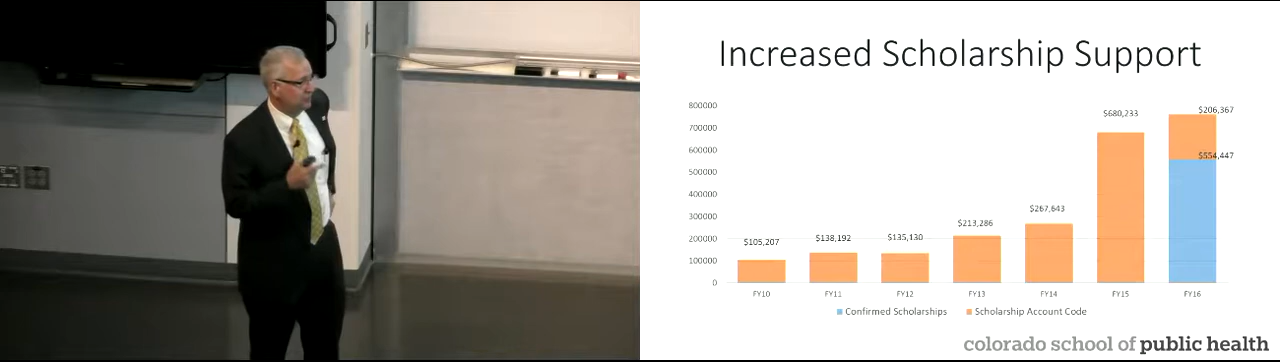 Increased Scholarship Support
800000
700000
600000
500000
400000
300000
200000
100000
0
$105,207
$138,192
$135,130
$213,286
$267,643
$680,233
$206,367
$554,447
FY10
FY11
FY12
FY13
FY14
FY15
FY16
Confirmed Scholarships
Scholarship Account Code
colorado school of public health